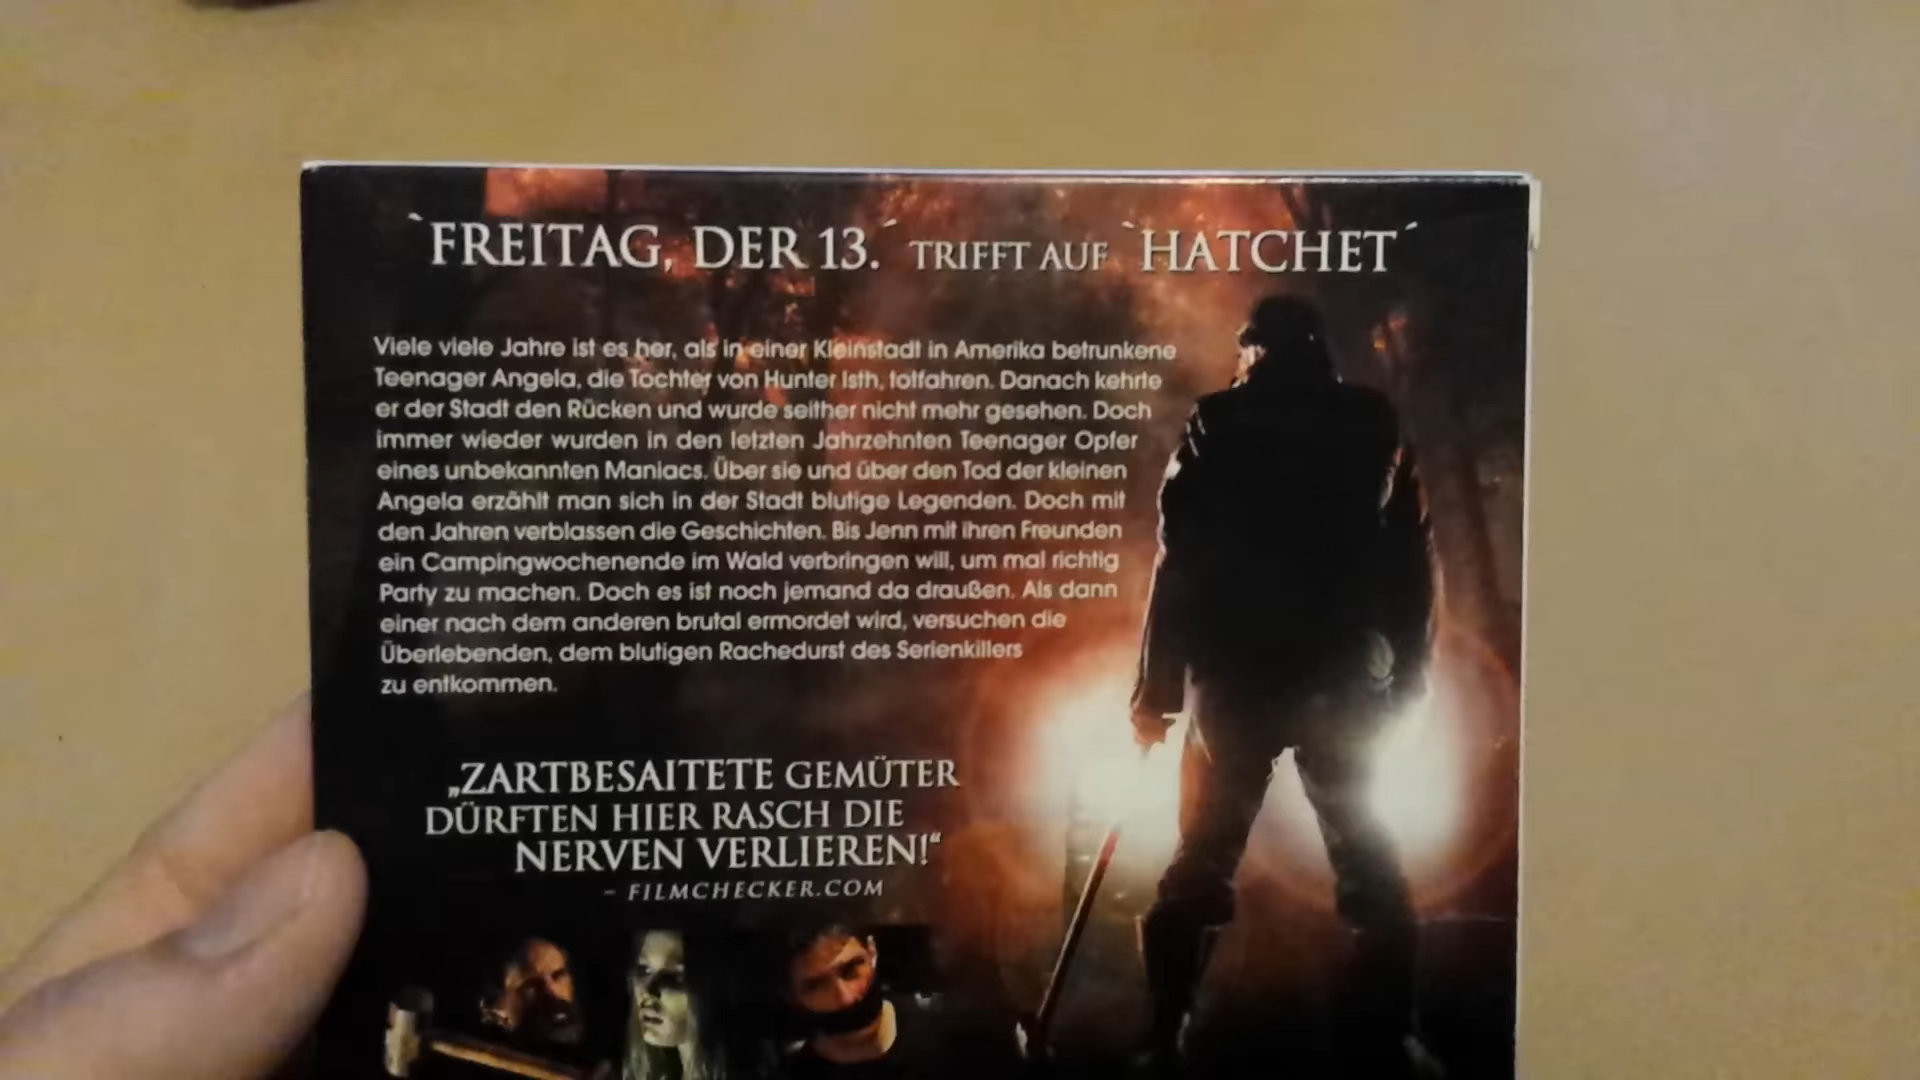 `FREITAG, DER 13.´ TRIFFT AUF `HATCHET´
Viele viele Jahre ist es her, als in einer Kleinstadt in Amerika betrunkene
Teenager Angela, die Tochter von Hunter Isth, totfahren. Danach kehrte
er der Stadt den Rücken und wurde seither nicht mehr gesehen. Doch
immer wieder wurden in den letzten Jahrzehnten Teenager Opfer
eines unbekannten Maniacs. Über sie und über den Tod der kleinen
Angela erzählt man sich in der Stadt blutige Legenden. Doch mit
den Jahren verblassen die Geschichten. Bis Jenn mit ihren Freunden
ein Campingwochenende im Wald verbringen will, um mal richtig
Party zu machen. Doch es ist noch jemand da draußen. Als dann
einer nach dem anderen brutal ermordet wird, versuchen die
Überlebenden, dem blutigen Rachedurst des Serienkillers
zu entkommen.
„ZARTBESAITETE GEMÜTER
DÜRFTEN HIER RASCH DIE
NERVEN VERLIEREN!“
– FILMCHECKER.COM